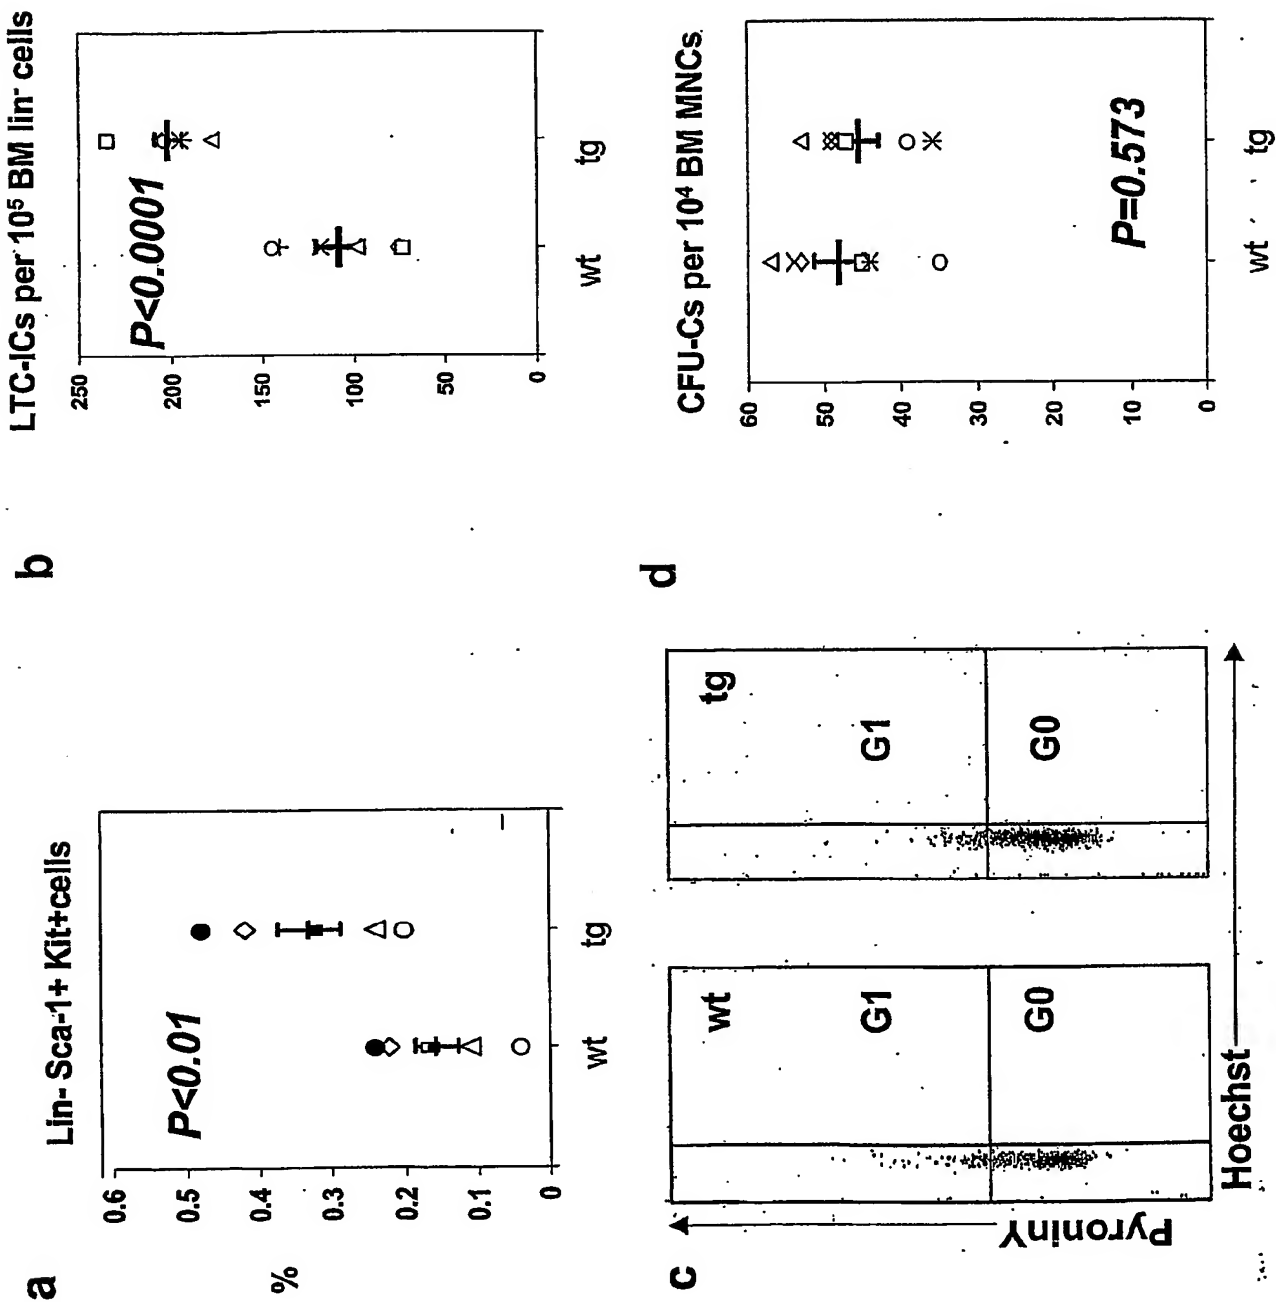 a
Lin- Sca-1+ Kit+cells
%
0.6
0.5
0.4
0.3
0.2
0.1
0
P<0.01
wt
tg
b
LTC-ICs per 10⁵ BM lin⁻ cells
250
200
150
100
50
0
P<0.0001
wt
tg
c
PyroninY
wt
G1
G0
tg
G1
G0
Hoechst
d
CFU-Cs per 10⁴ BM MNCs
60
50
40
30
20
10
0
P=0.573
wt
tg